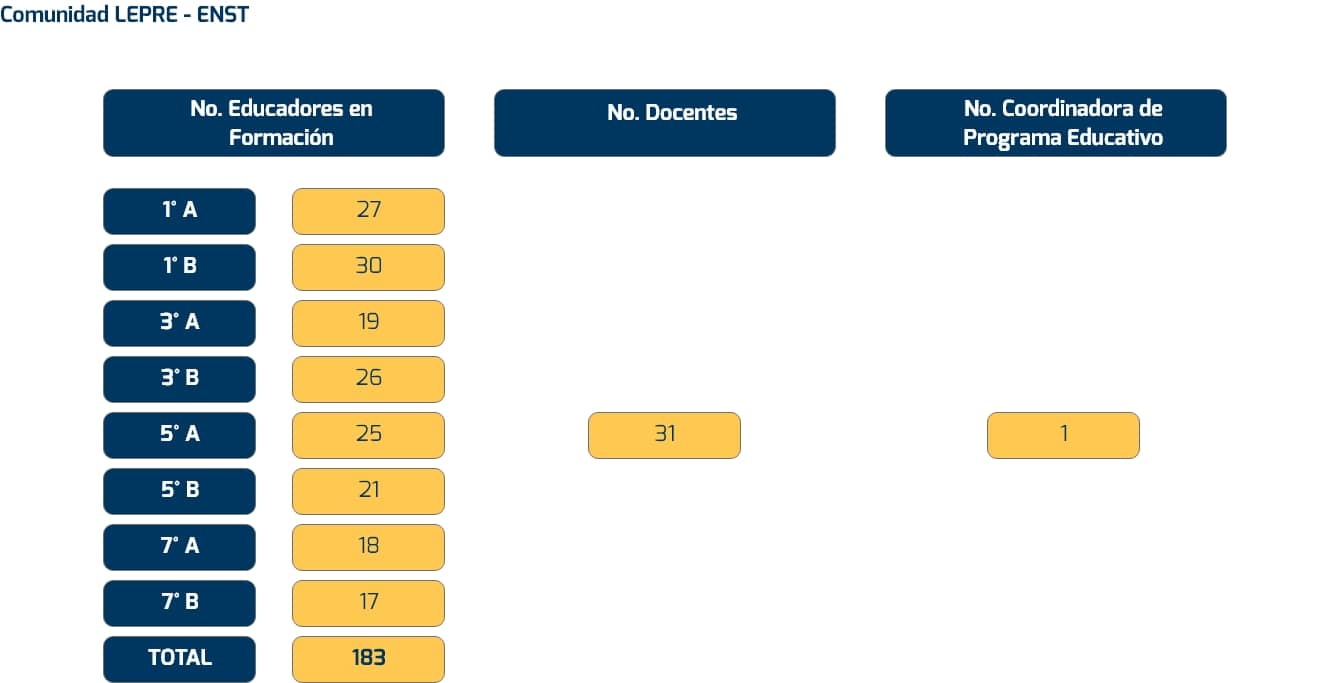 Comunidad LEPRE - ENST
No. Educadores en
Formación
No. Docentes
No. Coordinadora de
Programa Educativo
1° A 27
1° B 30
3° A 19
3° B 26
5° A 25 31 1
5° B 21
7° A 18
7° B 17
TOTAL 183